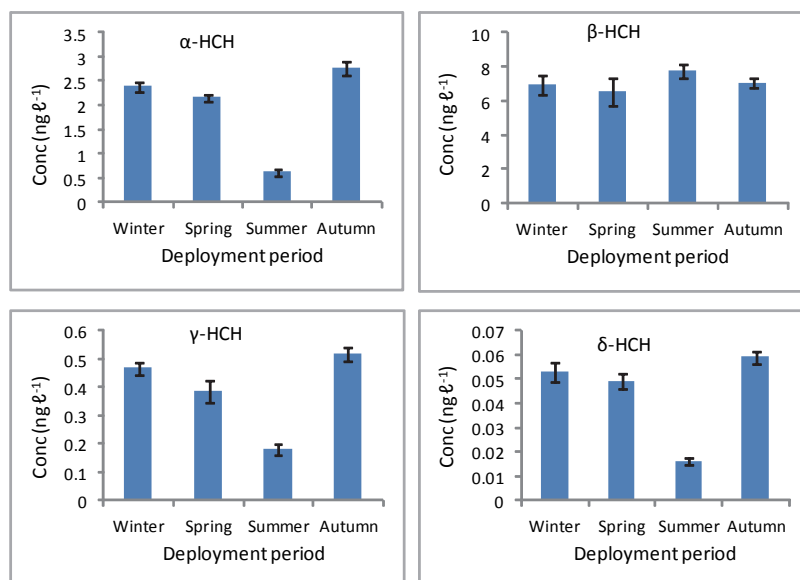 α-HCH
3.5
3
2.5
2
1.5
1
0.5
0
Conc (ng ℓ⁻¹)
Winter Spring Summer Autumn
Deployment period
β-HCH
10
8
6
4
2
0
Conc (ng ℓ⁻¹)
Winter Spring Summer Autumn
Deployment period
γ-HCH
0.6
0.5
0.4
0.3
0.2
0.1
0
Conc (ng ℓ⁻¹)
Winter Spring Summer Autumn
Deployment period
δ-HCH
0.07
0.06
0.05
0.04
0.03
0.02
0.01
0
Conc (ng ℓ⁻¹)
Winter Spring Summer Autumn
Deployment period